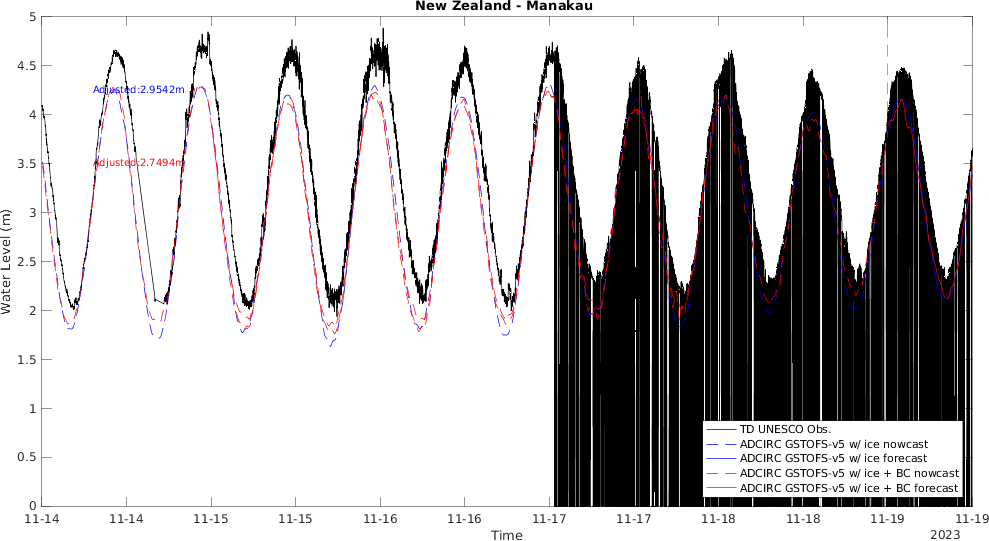 New Zealand - Manakau
5
4.5
4
3.5
3
2.5
2
1.5
1
0.5
0
Water Level (m)
Adjusted:2.9542m
Adjusted:2.7494m
TD UNESCO Obs.
ADCIRC GSTOFS-v5 w/ ice nowcast
ADCIRC GSTOFS-v5 w/ ice forecast
ADCIRC GSTOFS-v5 w/ ice + BC nowcast
ADCIRC GSTOFS-v5 w/ ice + BC forecast
11-14 11-14 11-15 11-15 11-16 11-16 11-17 11-17 11-18 11-18 11-19 11-19
Time
2023